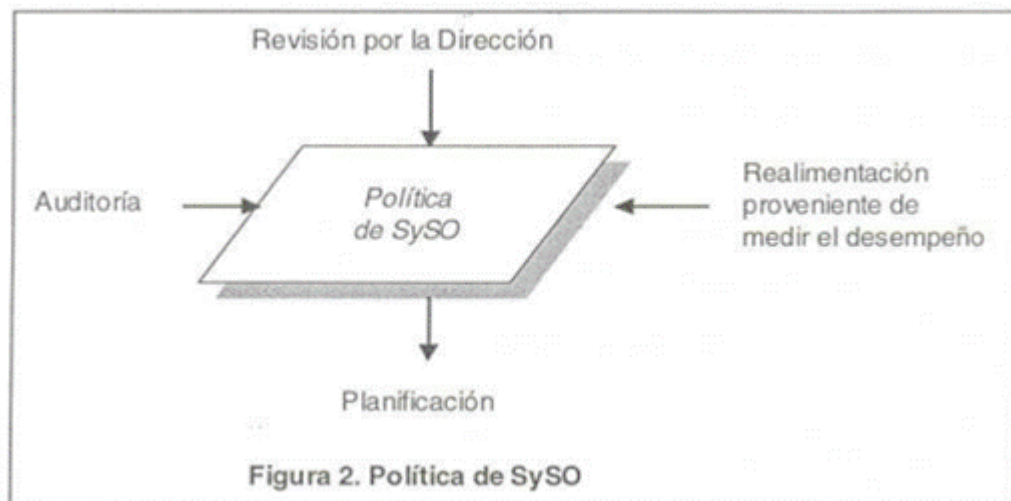 Revisión por la Dirección
Auditoría
Política
de SySO
Realimentación
proveniente de
medir el desempeño
Planificación
Figura 2. Política de SySO